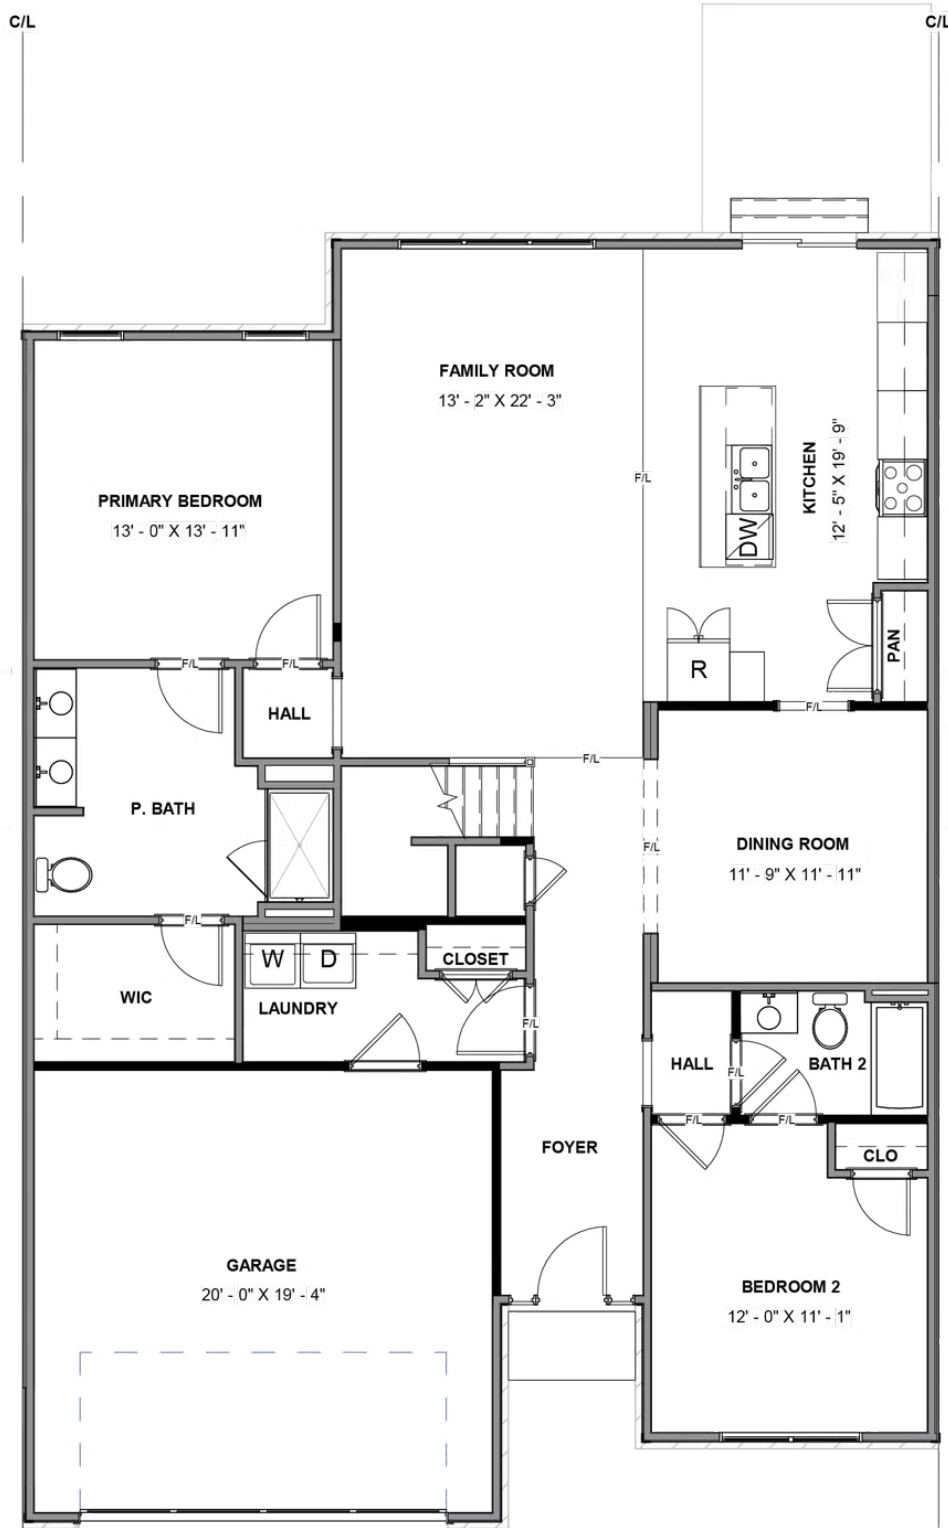 C/L
C/L
FAMILY ROOM
13' - 2" X 22' - 3"
F/L
KITCHEN
12' - 5" X 19' - 9"
DW
PRIMARY BEDROOM
13' - 0" X 13' - 11"
F/L
F/L
R
PAN
F/L
HALL
F/L
P. BATH
DINING ROOM
11' - 9" X 11' - 11"
F/L
F/L
W
D
CLOSET
WIC
LAUNDRY
F/L
HALL
F/L
BATH 2
F/L
F/L
FOYER
CLO
GARAGE
20' - 0" X 19' - 4"
BEDROOM 2
12' - 0" X 11' - 1"